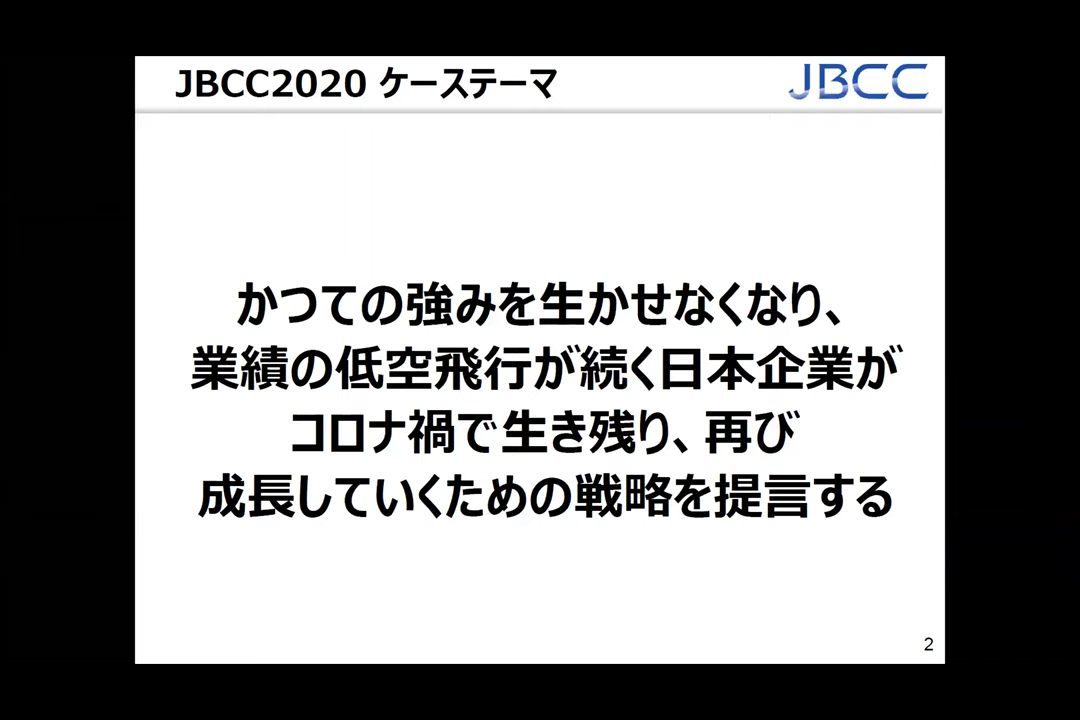 JBCC2020 ケーステーマ
JBCC
かつての強みを生かせなくなり、
業績の低空飛行が続く日本企業が
コロナ禍で生き残り、再び
成長していくための戦略を提言する
2